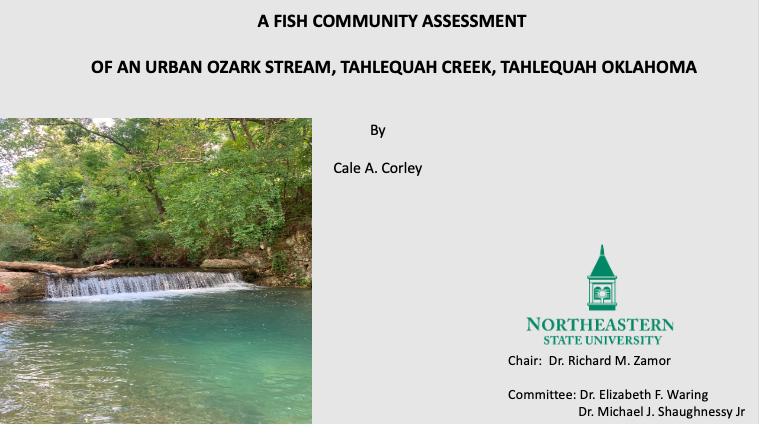 A FISH COMMUNITY ASSESSMENT
OF AN URBAN OZARK STREAM, TAHLEQUAH CREEK, TAHLEQUAH OKLAHOMA
By
Cale A. Corley
NORTHEASTERN
STATE UNIVERSITY
Chair: Dr. Richard M. Zamor
Committee: Dr. Elizabeth F. Waring
Dr. Michael J. Shaughnessy Jr